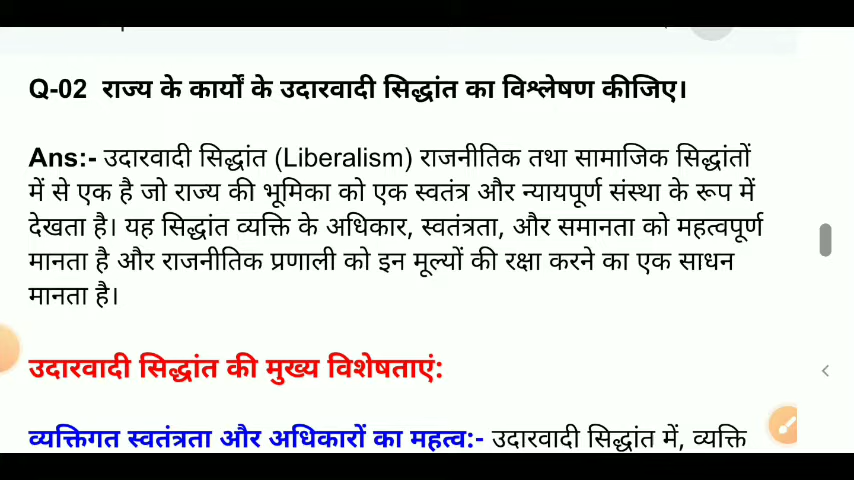 Q-02 राज्य के कार्यों के उदारवादी सिद्धांत का विश्लेषण कीजिए।
Ans:- उदारवादी सिद्धांत (Liberalism) राजनीतिक तथा सामाजिक सिद्धांतों
में से एक है जो राज्य की भूमिका को एक स्वतंत्र और न्यायपूर्ण संस्था के रूप में
देखता है। यह सिद्धांत व्यक्ति के अधिकार, स्वतंत्रता, और समानता को महत्वपूर्ण
मानता है और राजनीतिक प्रणाली को इन मूल्यों की रक्षा करने का एक साधन
मानता है।
उदारवादी सिद्धांत की मुख्य विशेषताएं:
व्यक्तिगत स्वतंत्रता और अधिकारों का महत्व:- उदारवादी सिद्धांत में, व्यक्ति